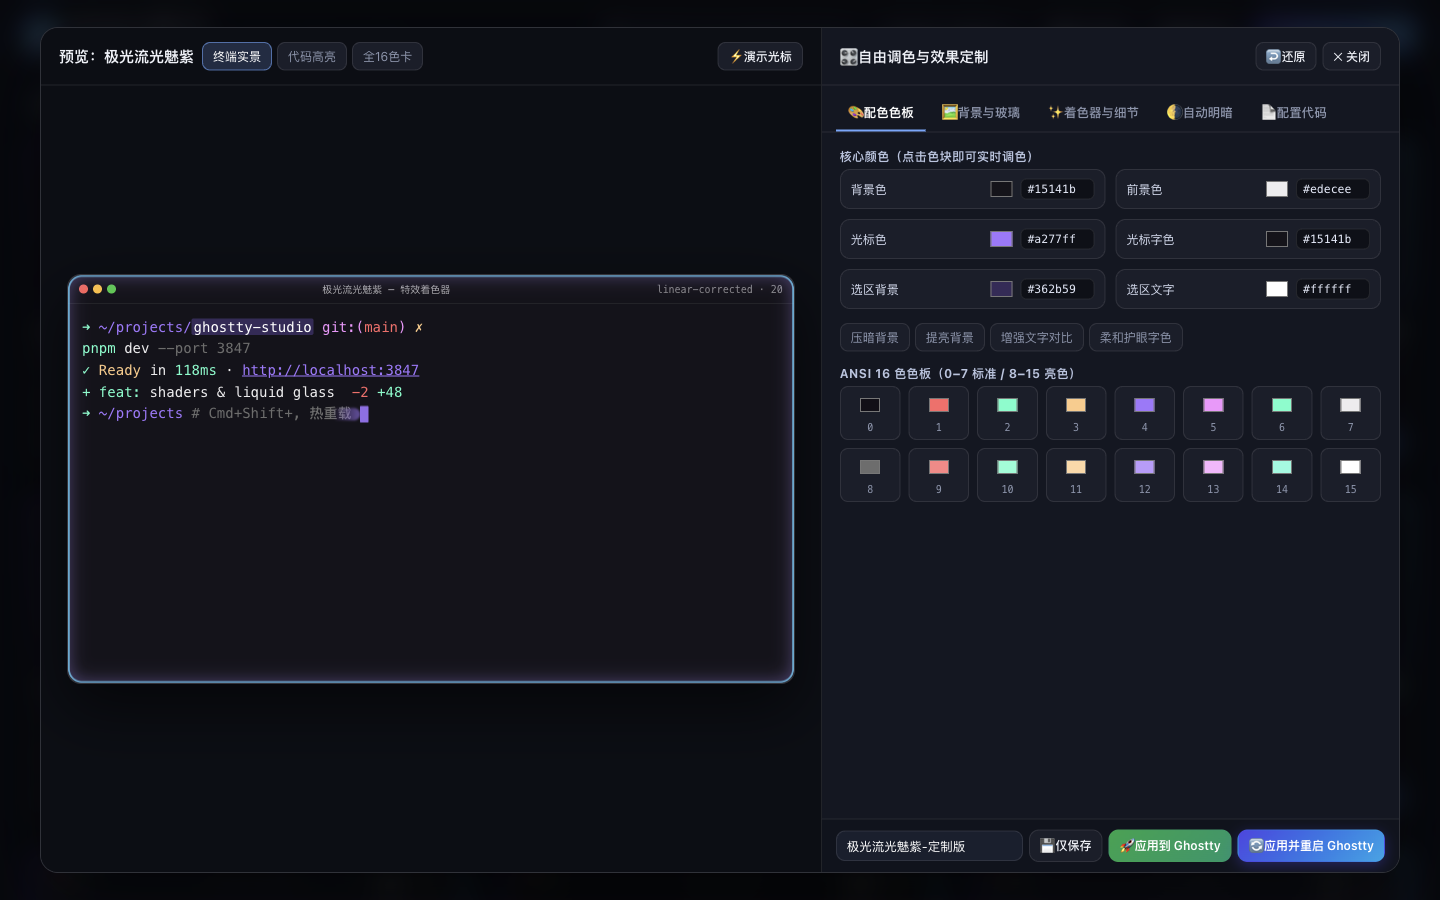 预览：极光流光魅紫 终端实景 代码高亮 全16色卡 ⚡演示光标
极光流光魅紫 — 特效着色器 linear-corrected · 20
➜ ~/projects/ghostty-studio git:(main) ✗
pnpm dev --port 3847
✓ Ready in 118ms · http://localhost:3847
+ feat: shaders & liquid glass −2 +48
➜ ~/projects # Cmd+Shift+, 热重载
🎛️自由调色与效果定制 ↩️还原 ✕ 关闭
🎨配色色板 🖼️背景与玻璃 ✨着色器与细节 🌗自动明暗 📄配置代码
核心颜色（点击色块即可实时调色）
背景色 #15141b 前景色 #edecee
光标色 #a277ff 光标字色 #15141b
选区背景 #362b59 选区文字 #ffffff
压暗背景 提亮背景 增强文字对比 柔和护眼字色
ANSI 16 色色板（0–7 标准 / 8–15 亮色）
0 1 2 3 4 5 6 7
8 9 10 11 12 13 14 15
极光流光魅紫-定制版 💾仅保存 🚀应用到 Ghostty 🔄应用并重启 Ghostty